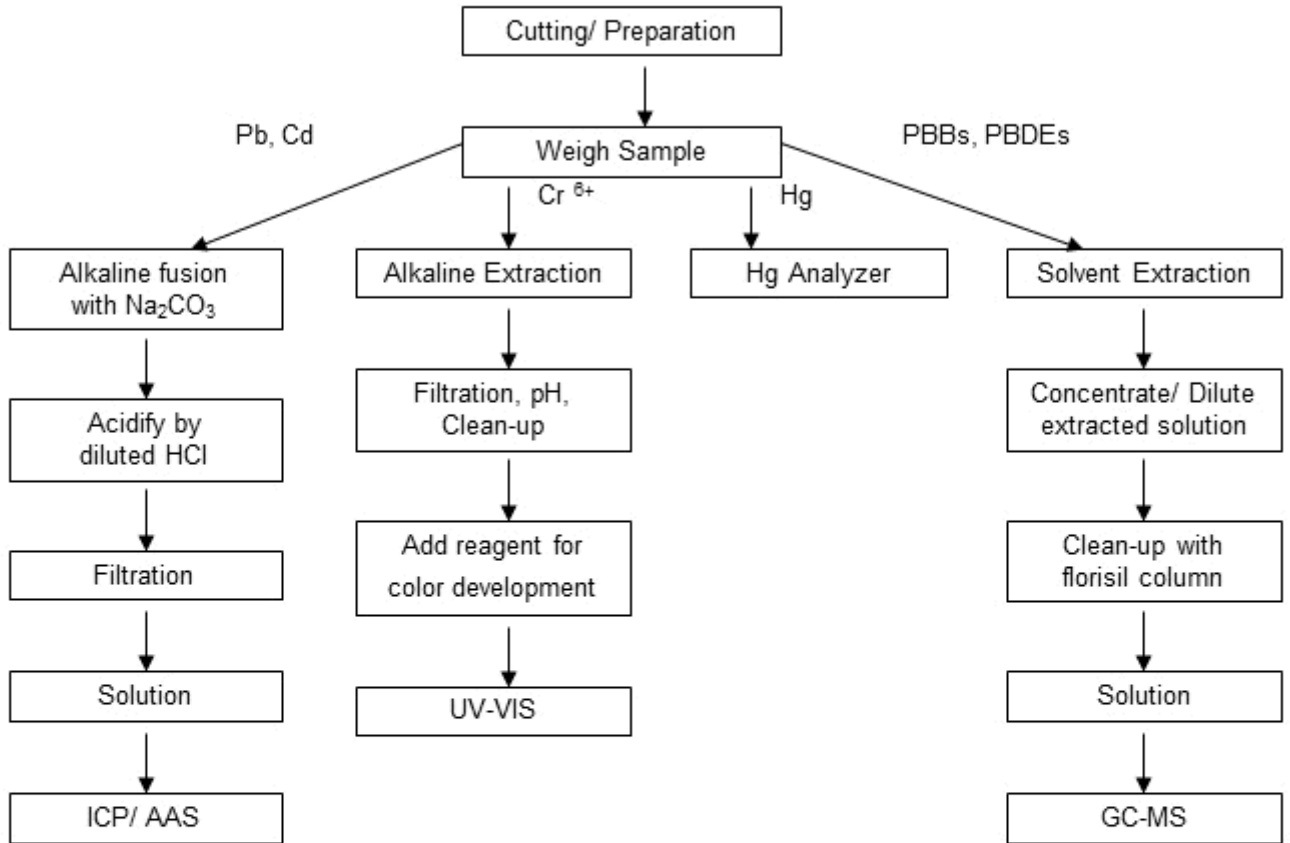 Cutting/ Preparation
Pb, Cd
PBBs, PBDEs
Weigh Sample
Cr ⁶⁺
Hg
Alkaline fusion
with Na₂CO₃
Alkaline Extraction
Hg Analyzer
Solvent Extraction
Acidify by
diluted HCl
Filtration, pH,
Clean-up
Concentrate/ Dilute
extracted solution
Filtration
Add reagent for
color development
Clean-up with
florisil column
Solution
UV-VIS
Solution
ICP/ AAS
GC-MS